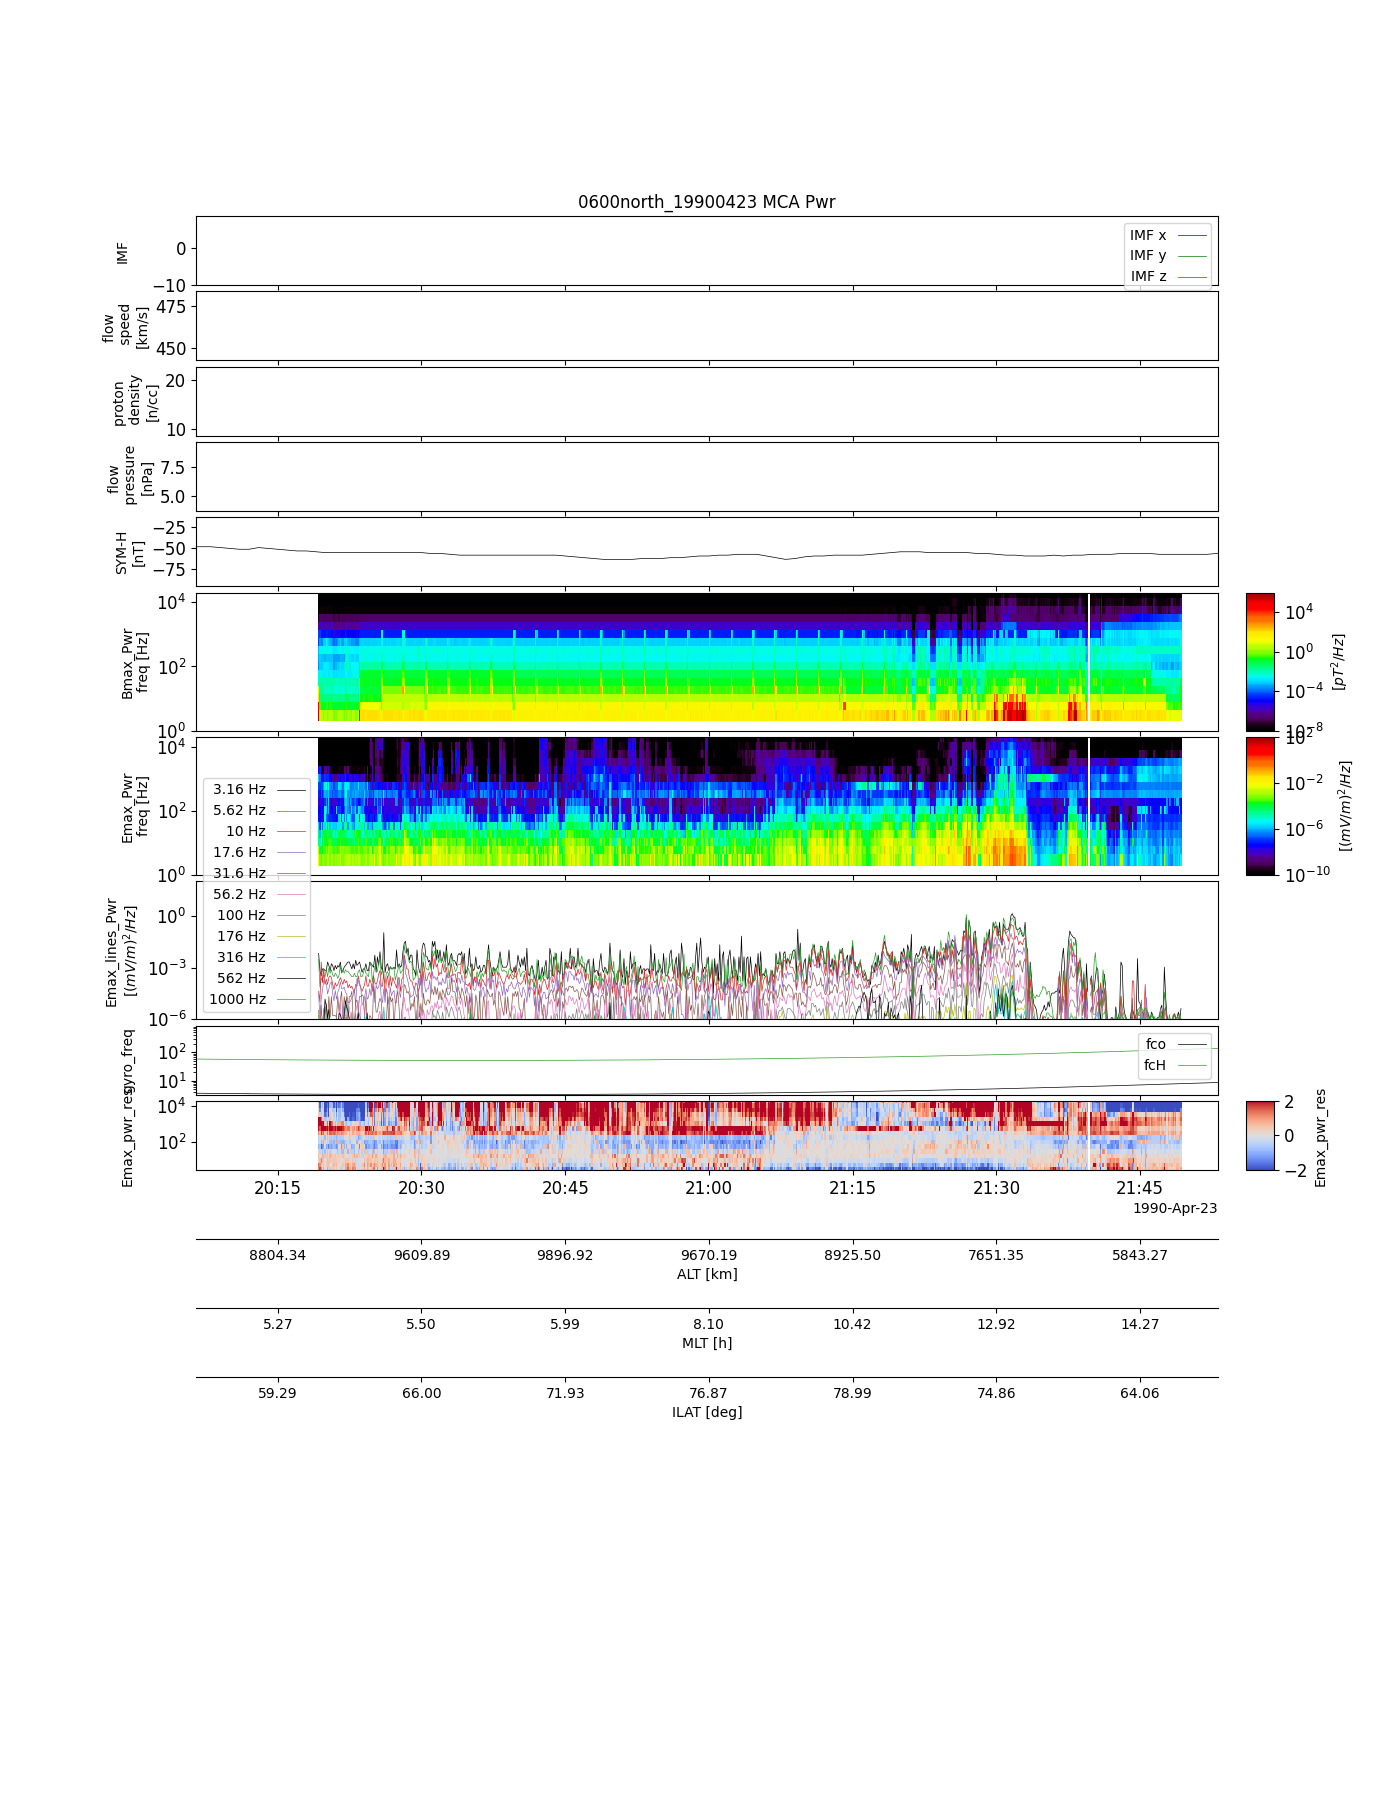 0600north_19900423 MCA Pwr
IMF
0
−10
IMF x
IMF y
IMF z
flow
speed
[km/s]
475
450
proton
density
[n/cc]
20
10
flow
pressure
[nPa]
7.5
5.0
SYM-H
[nT]
−25
−50
−75
Bmax_Pwr
freq [Hz]
10^4
10^2
10^0
10^4
10^0
10^−4
10^−8
[pT^2/Hz]
Emax_Pwr
freq [Hz]
10^4
10^2
10^0
10^2
10^−2
10^−6
10^−10
[(mV/m)^2/Hz]
3.16 Hz
5.62 Hz
10 Hz
17.6 Hz
31.6 Hz
56.2 Hz
100 Hz
176 Hz
316 Hz
562 Hz
1000 Hz
Emax_lines_Pwr
[(mV/m)^2/Hz]
10^0
10^−3
10^−6
gyro_freq
10^2
10^1
fco
fcH
Emax_pwr_res
10^4
10^2
2
0
−2
Emax_pwr_res
20:15 20:30 20:45 21:00 21:15 21:30 21:45
1990-Apr-23
8804.34 9609.89 9896.92 9670.19 8925.50 7651.35 5843.27
ALT [km]
5.27 5.50 5.99 8.10 10.42 12.92 14.27
MLT [h]
59.29 66.00 71.93 76.87 78.99 74.86 64.06
ILAT [deg]